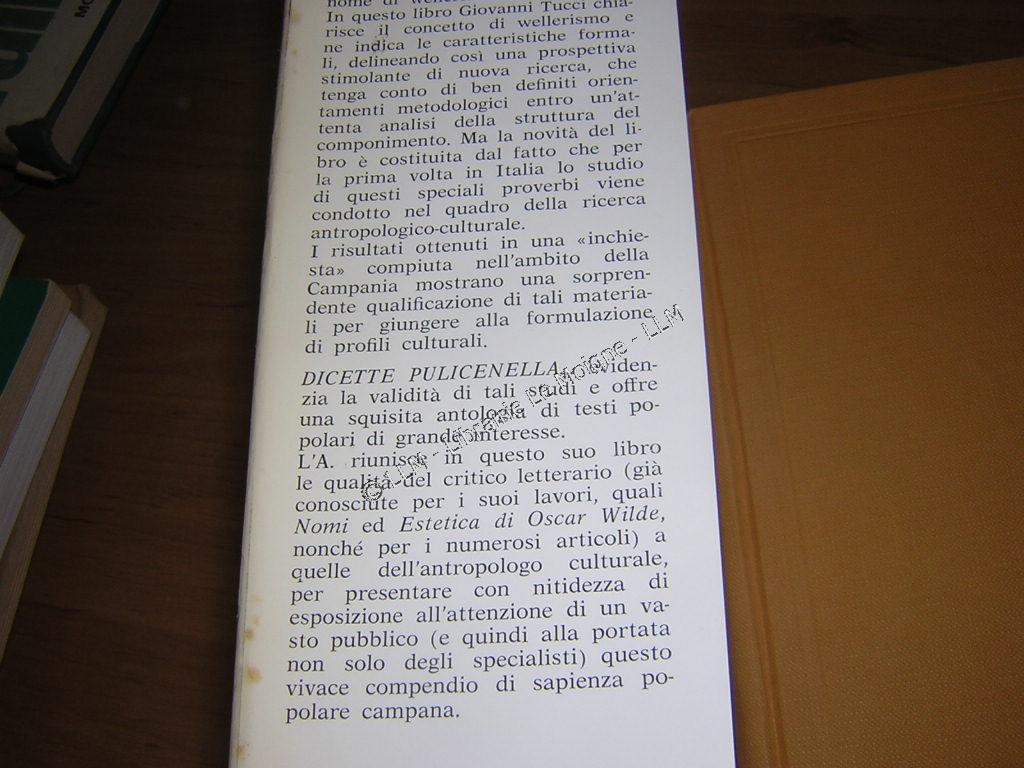 nome di
In questo libro Giovanni Tucci chia-
risce il concetto di wellerismo e
ne indica le caratteristiche forma-
li, delineando così una prospettiva
stimolante di nuova ricerca, che
tenga conto di ben definiti orien-
tamenti metodologici entro un'at-
tenta analisi della struttura del
componimento. Ma la novità del li-
bro è costituita dal fatto che per
la prima volta in Italia lo studio
di questi speciali proverbi viene
condotto nel quadro della ricerca
antropologico-culturale.
I risultati ottenuti in una «inchie-
sta» compiuta nell'ambito della
Campania mostrano una sorpren-
dente qualificazione di tali materia-
li per giungere alla formulazione
di profili culturali.
DICETTE PULICENELLA... eviden-
zia la validità di tali studi e offre
una squisita antologia di testi po-
polari di grande interesse.
L'A. riunisce in questo suo libro
le qualità del critico letterario (già
conosciute per i suoi lavori, quali
Nomi ed Estetica di Oscar Wilde,
nonché per i numerosi articoli) a
quelle dell'antropologo culturale,
per presentare con nitidezza di
esposizione all'attenzione di un va-
sto pubblico (e quindi alla portata
non solo degli specialisti) questo
vivace compendio di sapienza po-
polare campana.
© LLM - Librairie Le Moigne - LLM
MO